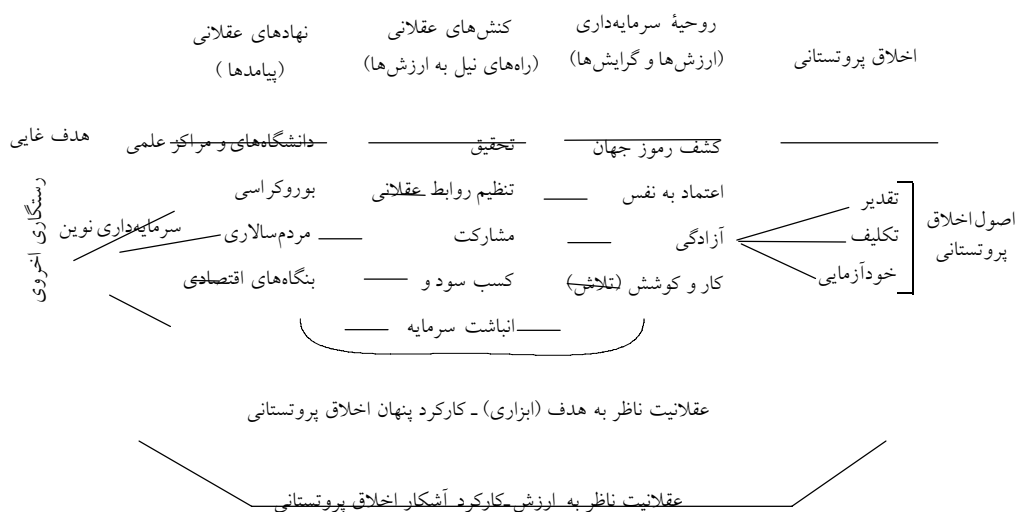 اخلاق پروتستانی
روحیهٔ سرمایه‌داری
(ارزش‌ها و گرایش‌ها)
کنش‌های عقلانی
(راه‌های نیل به ارزش‌ها)
نهادهای عقلانی
(پیامدها )
کشف رموز جهان
تحقیق
دانشگاه‌های و مراکز علمی
هدف غایی
تقدیر
اعتماد به نفس
تنظیم روابط عقلانی
بوروکراسی
اصول اخلاق
پروتستانی
تکلیف
آزادگی
مشارکت
مردم‌سالاری
سرمایه‌داری نوین
رستگاری اخروی
خودآزمایی
کار و کوشش (تلاش)
کسب سود و
بنگاه‌های اقتصادی
انباشت سرمایه
عقلانیت ناظر به هدف (ابزاری) ـ کارکرد پنهان اخلاق پروتستانی
عقلانیت ناظر به ارزش ـ کارکرد آشکار اخلاق پروتستانی